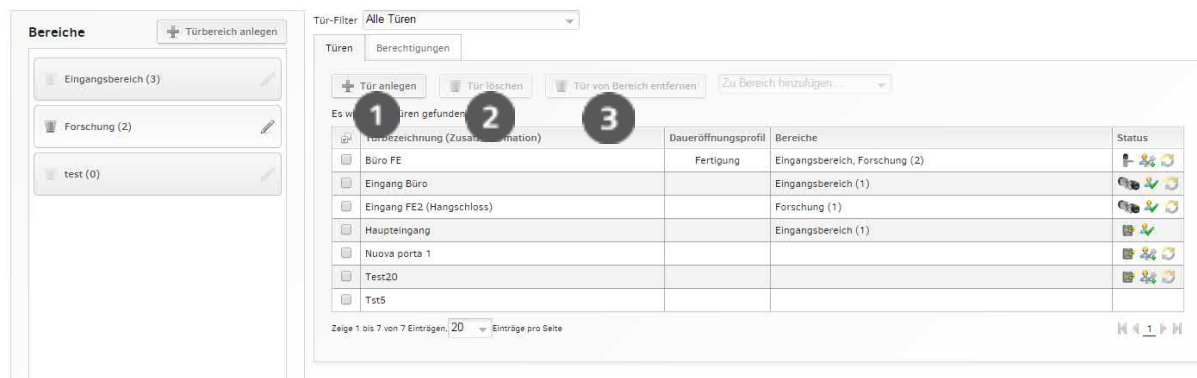 Bereiche
Türbereich anlegen
Eingangsbereich (3)
Forschung (2)
test (0)
Tür-Filter Alle Türen
Türen Berechtigungen
Tür anlegen Tür löschen Tür von Bereich entfernen Zu Bereich hinzufügen...
1 2 3
Es gefunden
(Zusatz Daueröffnungsprofil Bereiche Status
Büro FE Fertigung Eingangsbereich, Forschung (2)
Eingang Büro Eingangsbereich (1)
Eingang FE2 (Hangschloss) Forschung (1)
Haupteingang Eingangsbereich (1)
Nuova porta 1
Test20
Tst5
Zeige 1 bis 7 von 7 Einträgen, 20 Einträge pro Seite
1